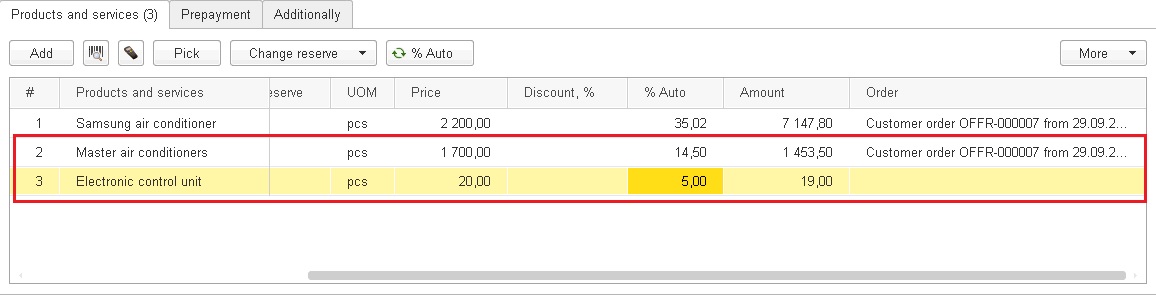 Products and services (3) Prepayment Additionally
Add Pick Change reserve % Auto More
# Products and services eserve UOM Price Discount, % % Auto Amount Order
1 Samsung air conditioner pcs 2 200,00 35,02 7 147,80 Customer order OFFR-000007 from 29.09.2...
2 Master air conditioners pcs 1 700,00 14,50 1 453,50 Customer order OFFR-000007 from 29.09.2...
3 Electronic control unit pcs 20,00 5,00 19,00